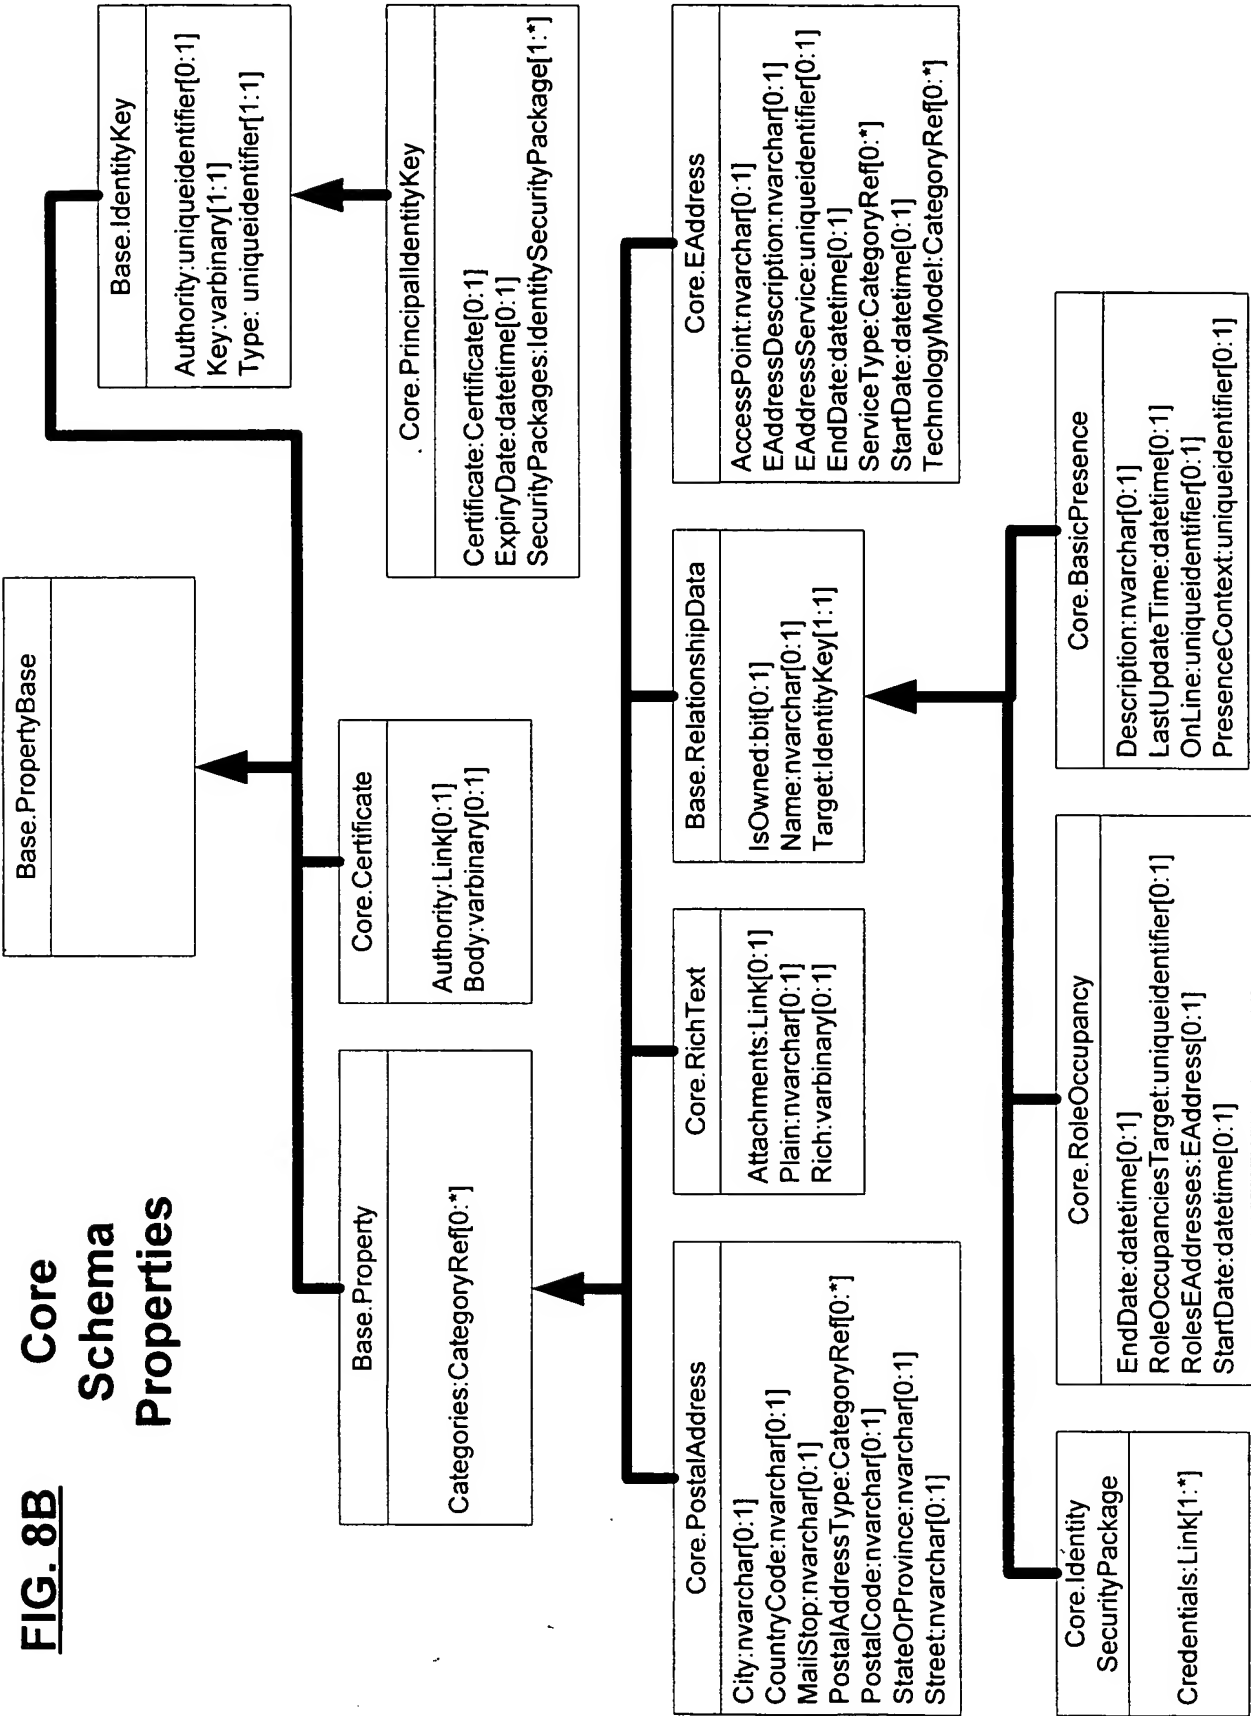 FIG. 8B
Core
Schema
Properties
Base.PropertyBase
Base.Property
Categories:CategoryRef[0:*]
Core.Certificate
Authority:Link[0:1]
Body:varbinary[0:1]
Base.IdentityKey
Authority:uniqueidentifier[0:1]
Key:varbinary[1:1]
Type: uniqueidentifier[1:1]
Core.PrincipalIdentityKey
Certificate:Certificate[0:1]
ExpiryDate:datetime[0:1]
SecurityPackages:IdentitySecurityPackage[1:*]
Core.PostalAddress
City:nvarchar[0:1]
CountryCode:nvarchar[0:1]
MailStop:nvarchar[0:1]
PostalAddressType:CategoryRef[0:*]
PostalCode:nvarchar[0:1]
StateOrProvince:nvarchar[0:1]
Street:nvarchar[0:1]
Core.RichText
Attachments:Link[0:1]
Plain:nvarchar[0:1]
Rich:varbinary[0:1]
Base.RelationshipData
IsOwned:bit[0:1]
Name:nvarchar[0:1]
Target:IdentityKey[1:1]
Core.EAddress
AccessPoint:nvarchar[0:1]
EAddressDescription:nvarchar[0:1]
EAddressService:uniqueidentifier[0:1]
EndDate:datetime[0:1]
ServiceType:CategoryRef[0:*]
StartDate:datetime[0:1]
TechnologyModel:CategoryRef[0:*]
Core.Identity
SecurityPackage
Credentials:Link[1:*]
Core.RoleOccupancy
EndDate:datetime[0:1]
RoleOccupanciesTarget:uniqueidentifier[0:1]
RolesEAddresses:EAddress[0:1]
StartDate:datetime[0:1]
Core.BasicPresence
Description:nvarchar[0:1]
LastUpdateTime:datetime[0:1]
OnLine:uniqueidentifier[0:1]
PresenceContext:uniqueidentifier[0:1]